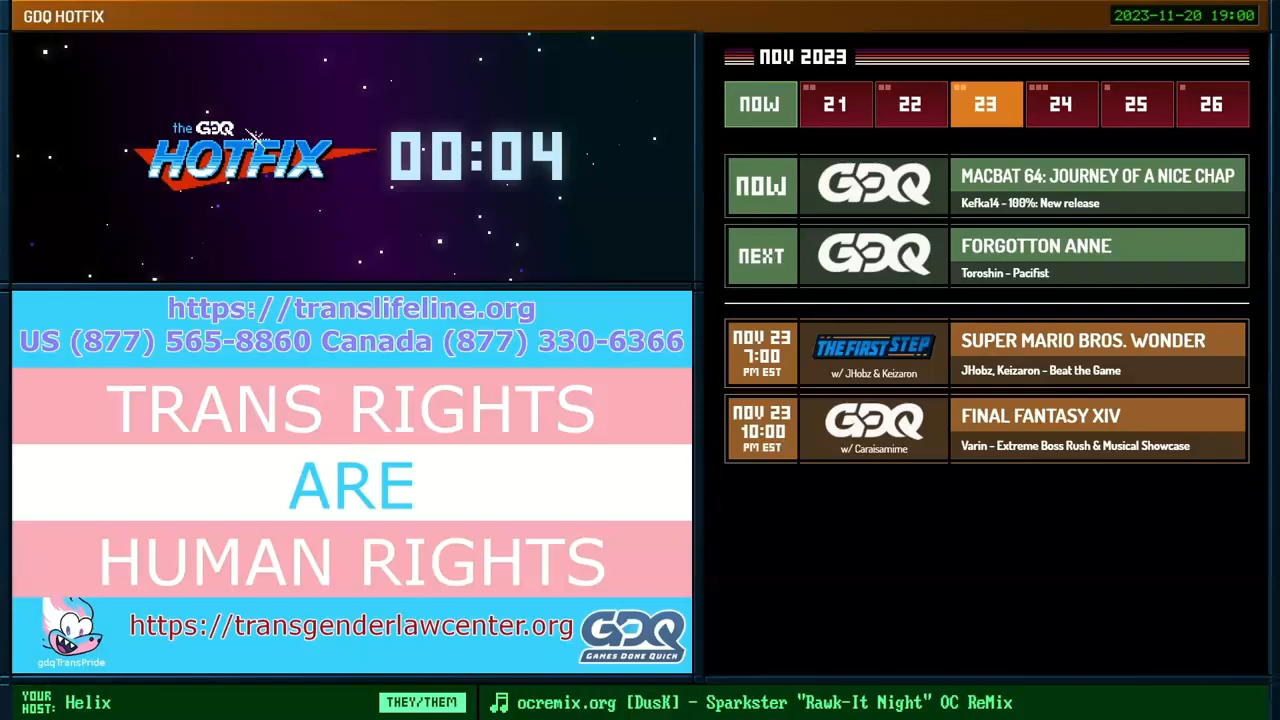 GDQ HOTFIX
2023-11-20 19:00
the GDQ
HOTFIX
00:04
https://translifeline.org
US (877) 565-8860 Canada (877) 330-6366
TRANS RIGHTS
ARE
HUMAN RIGHTS
https://transgenderlawcenter.org
gdqTransPride
GDQ
GAMES DONE QUICK
NOV 2023
NOW 21 22 23 24 25 26
NOW
GDQ
MACBAT 64: JOURNEY OF A NICE CHAP
Kefka14 - 100%: New release
NEXT
GDQ
FORGOTTON ANNE
Toroshin - Pacifist
NOV 23
7:00
PM EST
THE FIRST STEP
w/ JHobz & Keizaron
SUPER MARIO BROS. WONDER
JHobz, Keizaron - Beat the Game
NOV 23
10:00
PM EST
GDQ
w/ Caraisamime
FINAL FANTASY XIV
Varin - Extreme Boss Rush & Musical Showcase
YOUR
HOST:
Helix
THEY/THEM
ocremix.org [DusK] - Sparkster "Rawk-It Night" OC ReMix